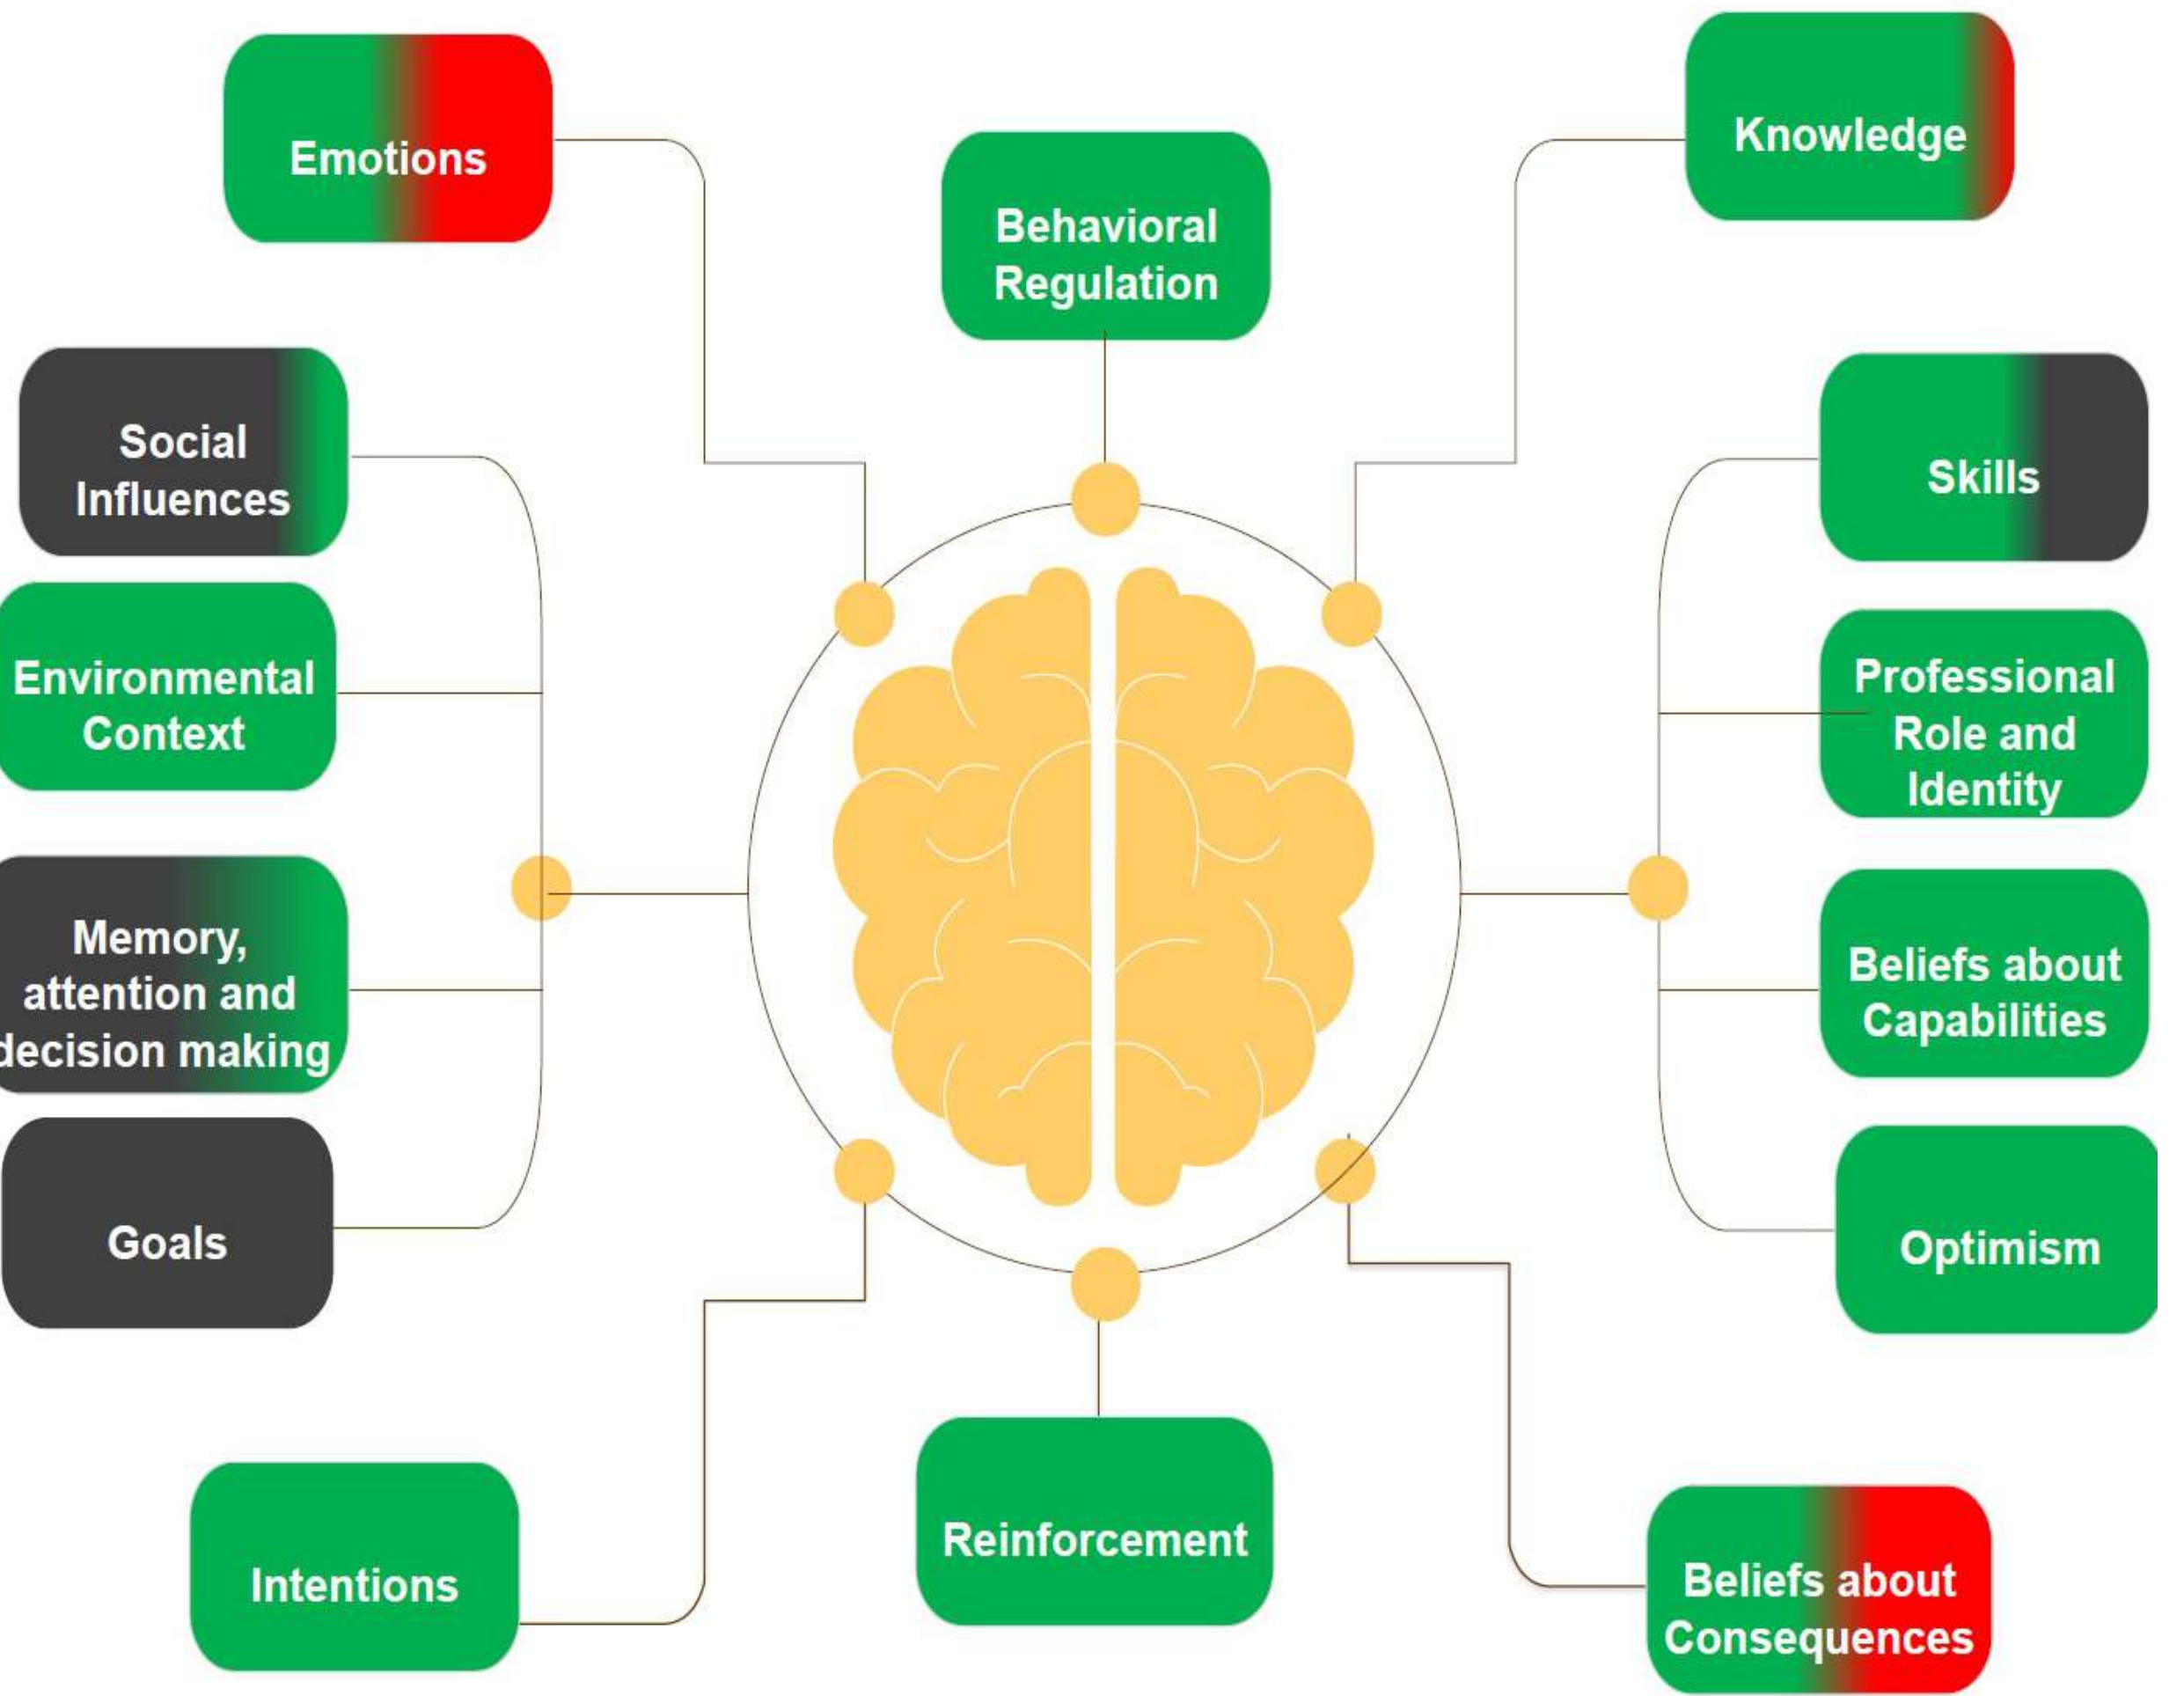 Emotions
Knowledge
Behavioral
Regulation
Social
Influences
Skills
Environmental
Context
Professional
Role and
Identity
Memory,
attention and
decision making
Beliefs about
Capabilities
Goals
Optimism
Intentions
Reinforcement
Beliefs about
Consequences